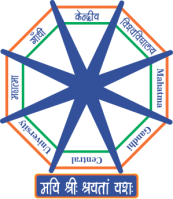 महात्मा
गाँधी
केन्द्रीय
विश्वविद्यालय
Mahatma
Gandhi
Central
University
मयि श्रीः श्रयतां यशः